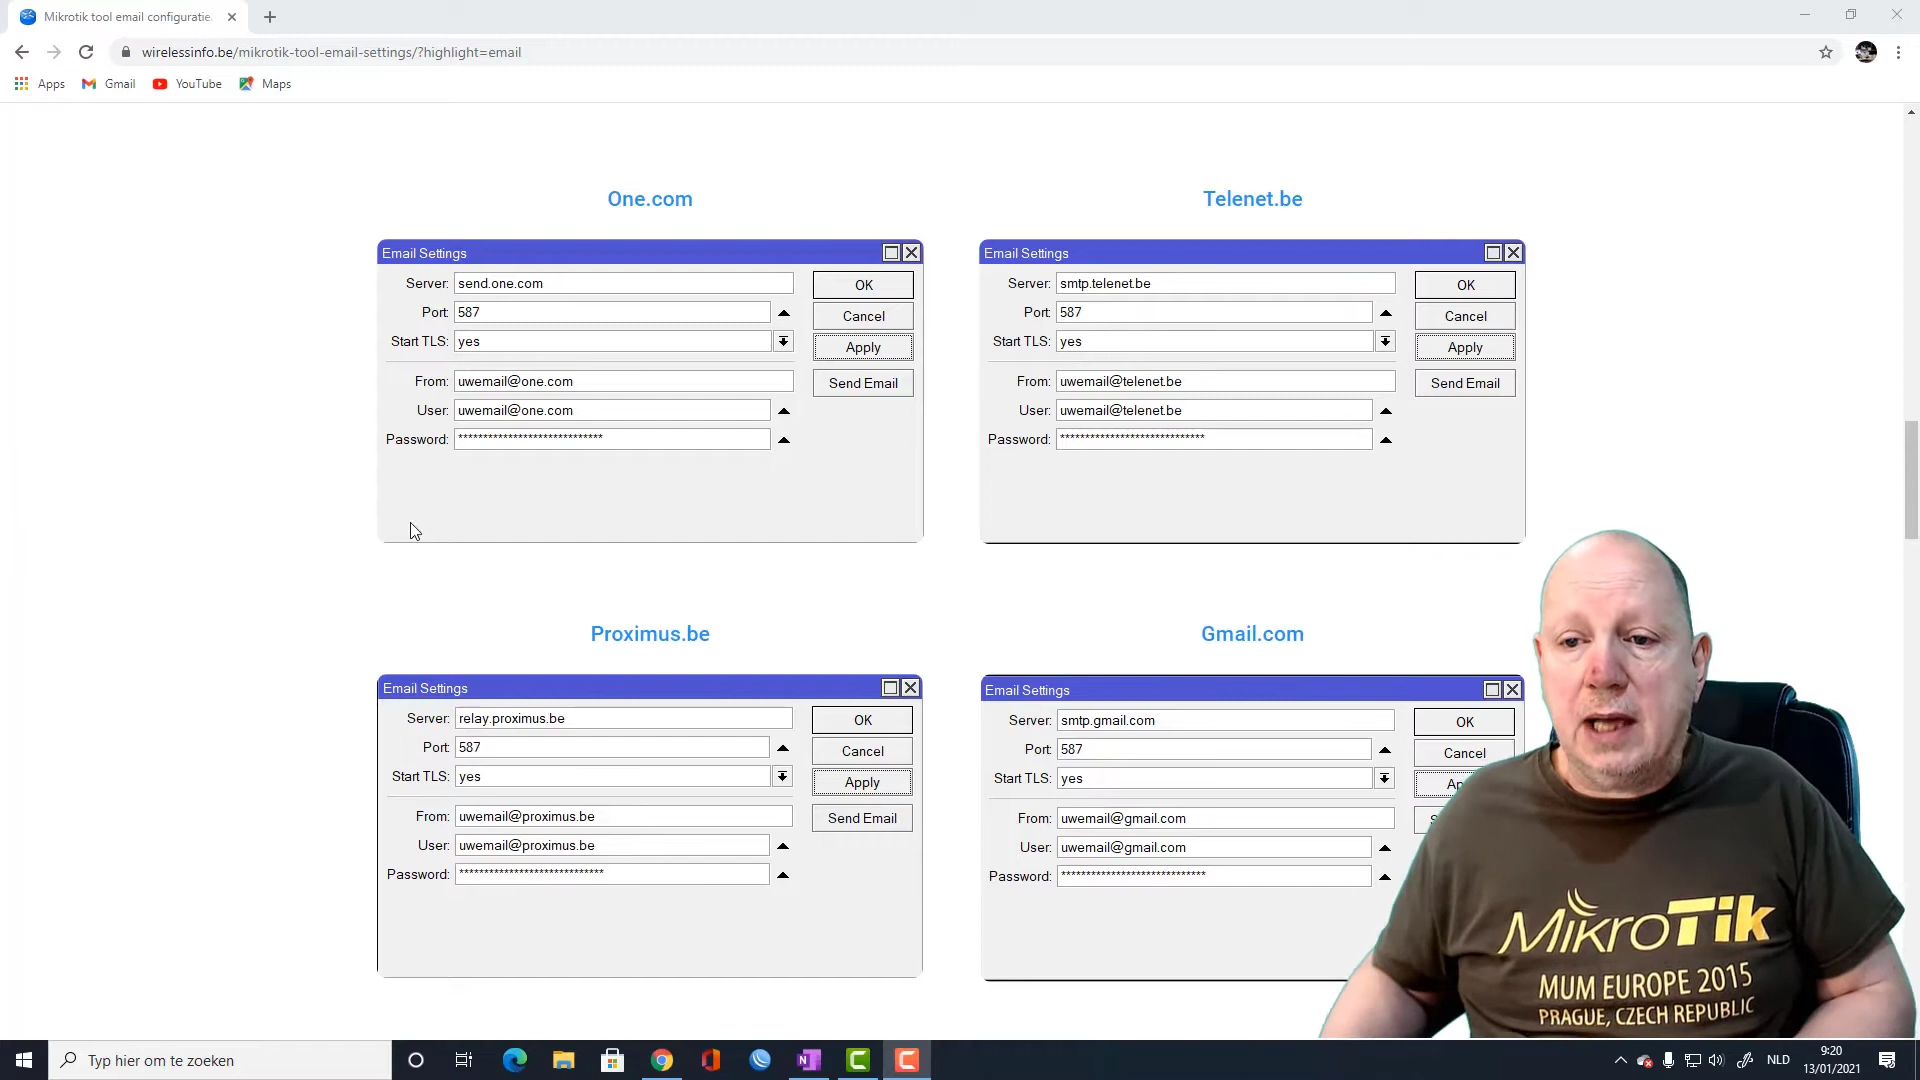 Mikrotik tool email configuratie
wirelessinfo.be/mikrotik-tool-email-settings/?highlight=email
Apps Gmail YouTube Maps
One.com
Email Settings
Server: send.one.com OK
Port: 587 Cancel
Start TLS: yes Apply
From: uwemail@one.com Send Email
User: uwemail@one.com
Password: *****************************
Telenet.be
Email Settings
Server: smtp.telenet.be OK
Port: 587 Cancel
Start TLS: yes Apply
From: uwemail@telenet.be Send Email
User: uwemail@telenet.be
Password: *****************************
Proximus.be
Email Settings
Server: relay.proximus.be OK
Port: 587 Cancel
Start TLS: yes Apply
From: uwemail@proximus.be Send Email
User: uwemail@proximus.be
Password: *****************************
Gmail.com
Email Settings
Server: smtp.gmail.com OK
Port: 587 Cancel
Start TLS: yes Ap
From: uwemail@gmail.com S
User: uwemail@gmail.com
Password: *****************************
MikroTik
MUM EUROPE 2015
PRAGUE, CZECH REPUBLIC
Typ hier om te zoeken
NLD
9:20
13/01/2021